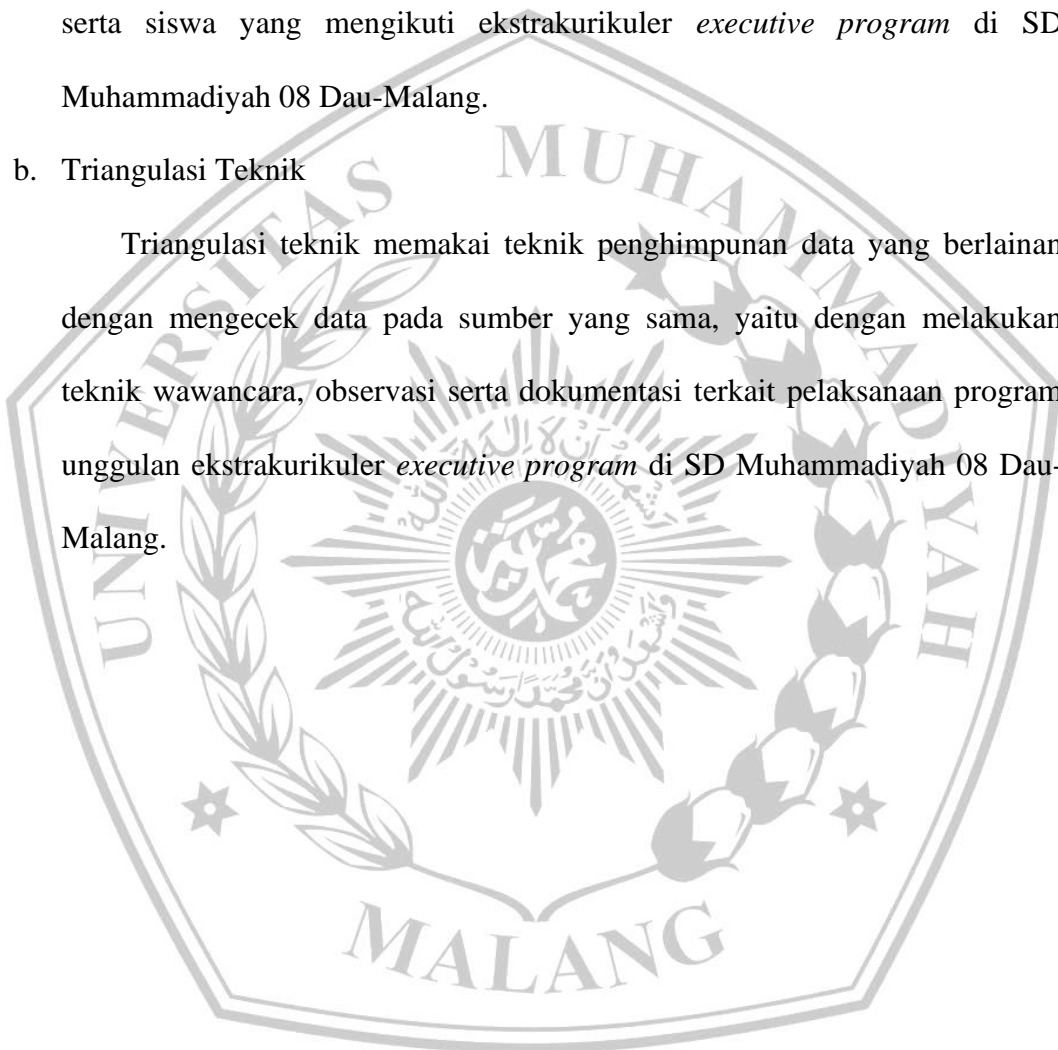 serta siswa yang mengikuti ekstrakurikuler executive program di SD
Muhammadiyah 08 Dau-Malang.
b. Triangulasi Teknik
Triangulasi teknik memakai teknik penghimpunan data yang berlainan
dengan mengecek data pada sumber yang sama, yaitu dengan melakukan
teknik wawancara, observasi serta dokumentasi terkait pelaksanaan program
unggulan ekstrakurikuler executive program di SD Muhammadiyah 08 Dau-
Malang.
UNIVERSITAS MUHAMMADIYAH
MALANG